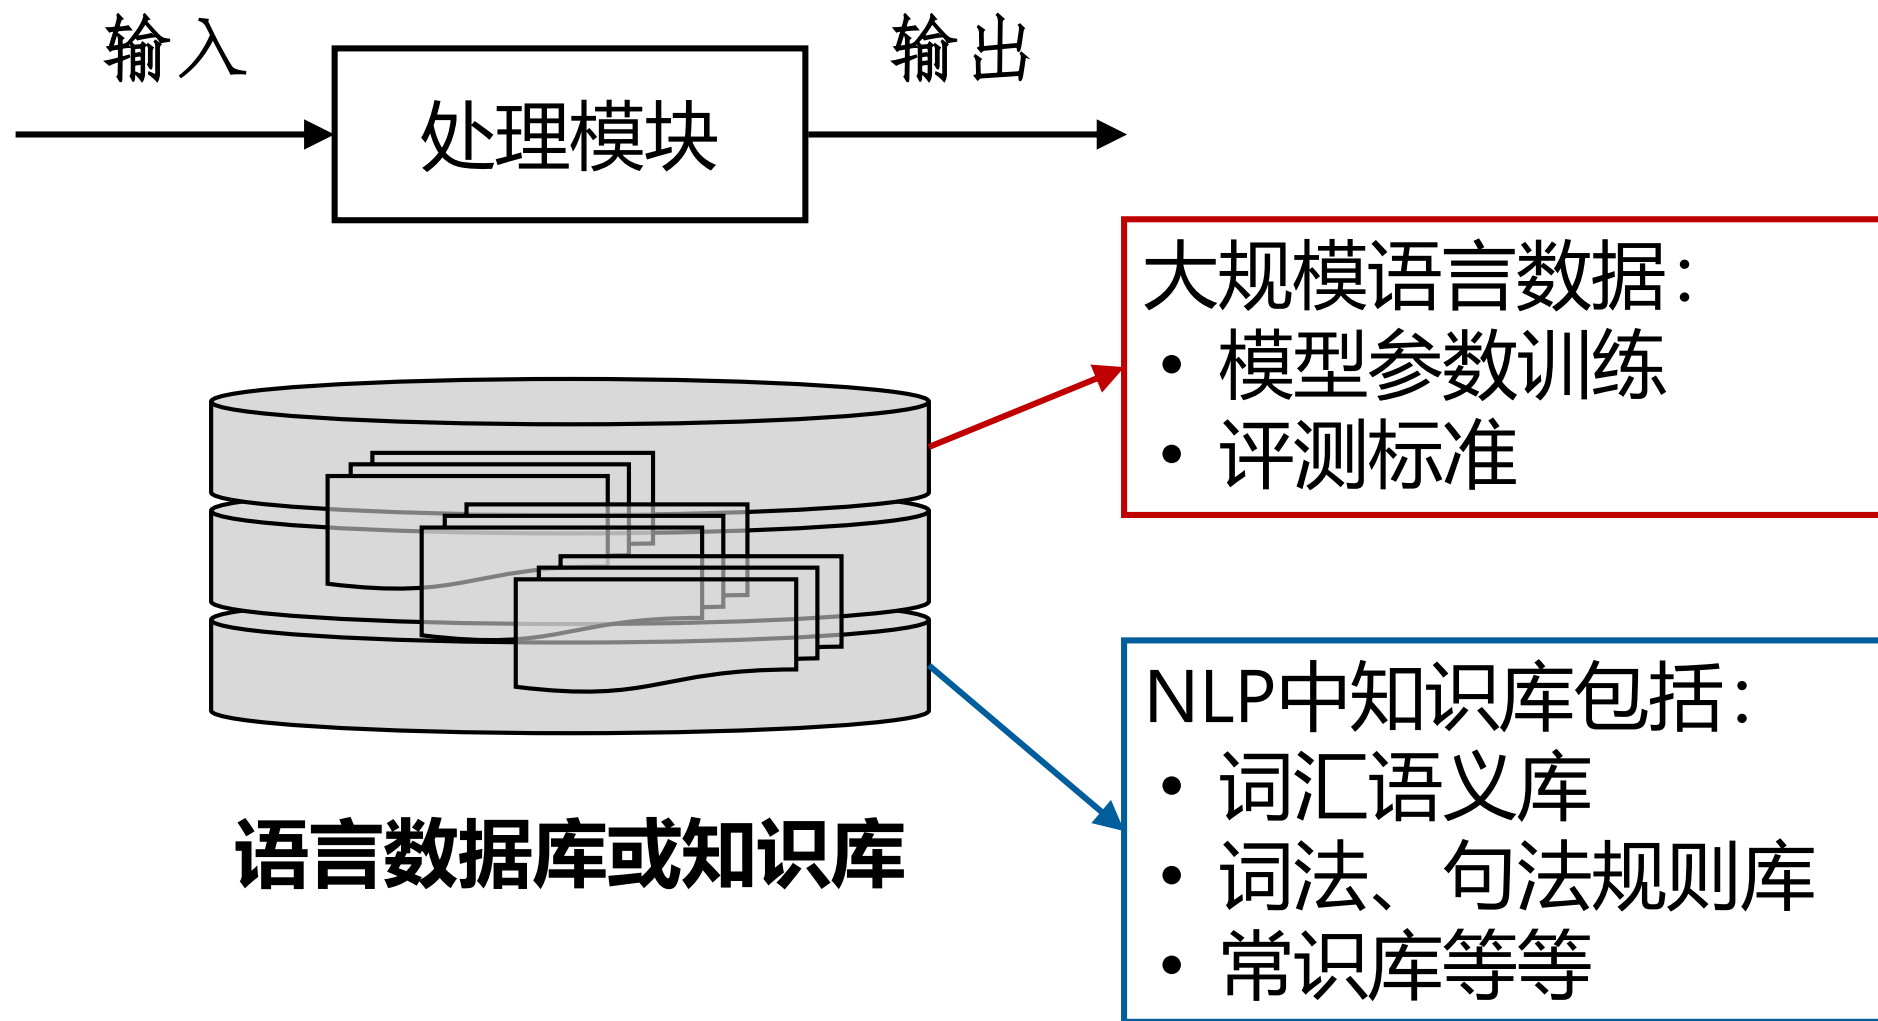 输入
处理模块
输出
大规模语言数据：
• 模型参数训练
• 评测标准
语言数据库或知识库
NLP中知识库包括：
• 词汇语义库
• 词法、句法规则库
• 常识库等等